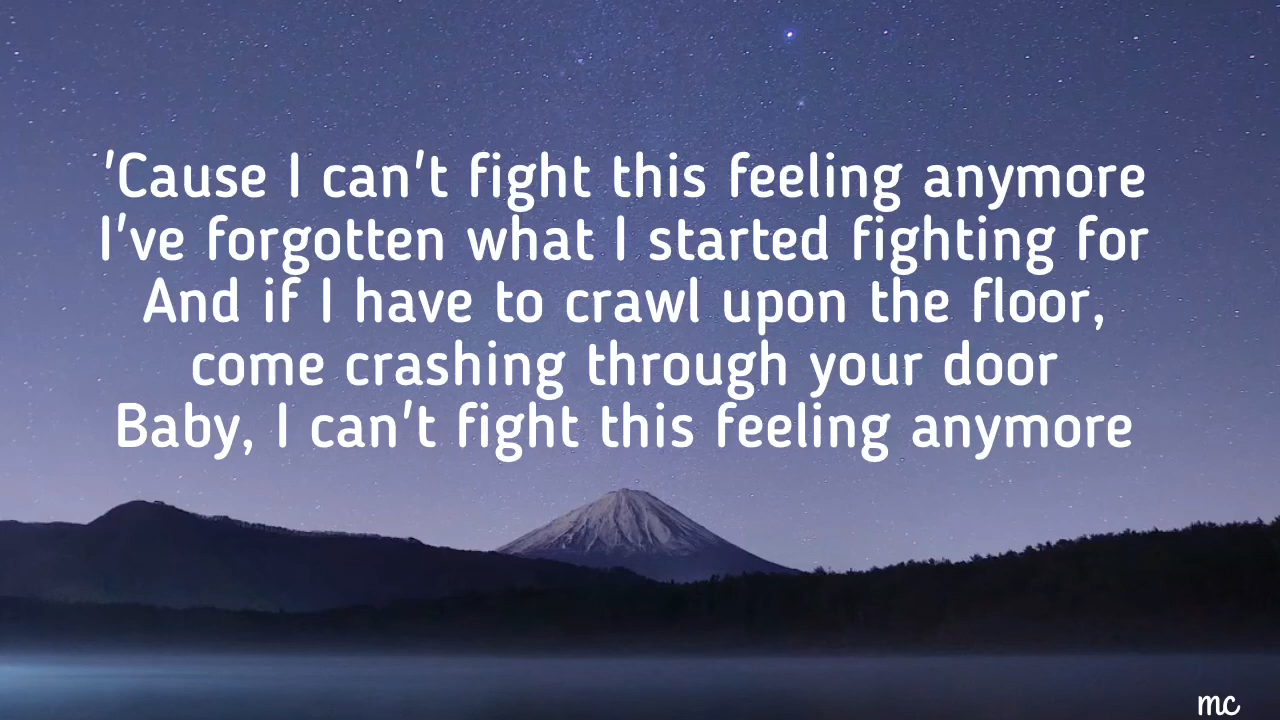 'Cause I can't fight this feeling anymore
I've forgotten what I started fighting for
And if I have to crawl upon the floor,
come crashing through your door
Baby, I can't fight this feeling anymore
mc